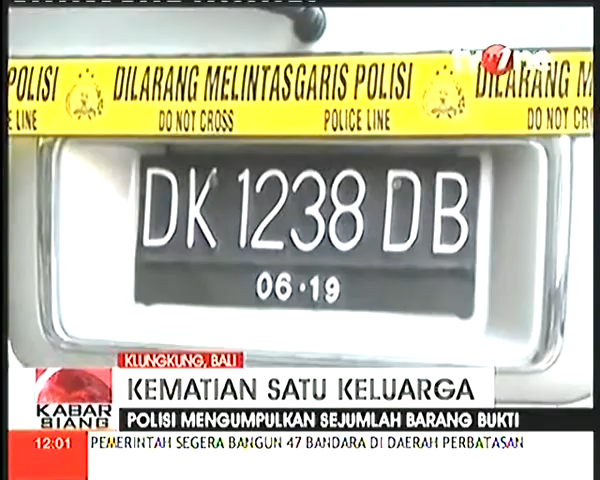 POLISI DILARANG MELINTAS GARIS POLISI DILARANG M
E LINE DO NOT CROSS POLICE LINE DO NOT CR
DK 1238 DB
06·19
KLUNGKUNG, BALI
KEMATIAN SATU KELUARGA
KABAR
SIANG
POLISI MENGUMPULKAN SEJUMLAH BARANG BUKTI
12:01 PEMERINTAH SEGERA BANGUN 47 BANDARA DI DAERAH PERBATASAN